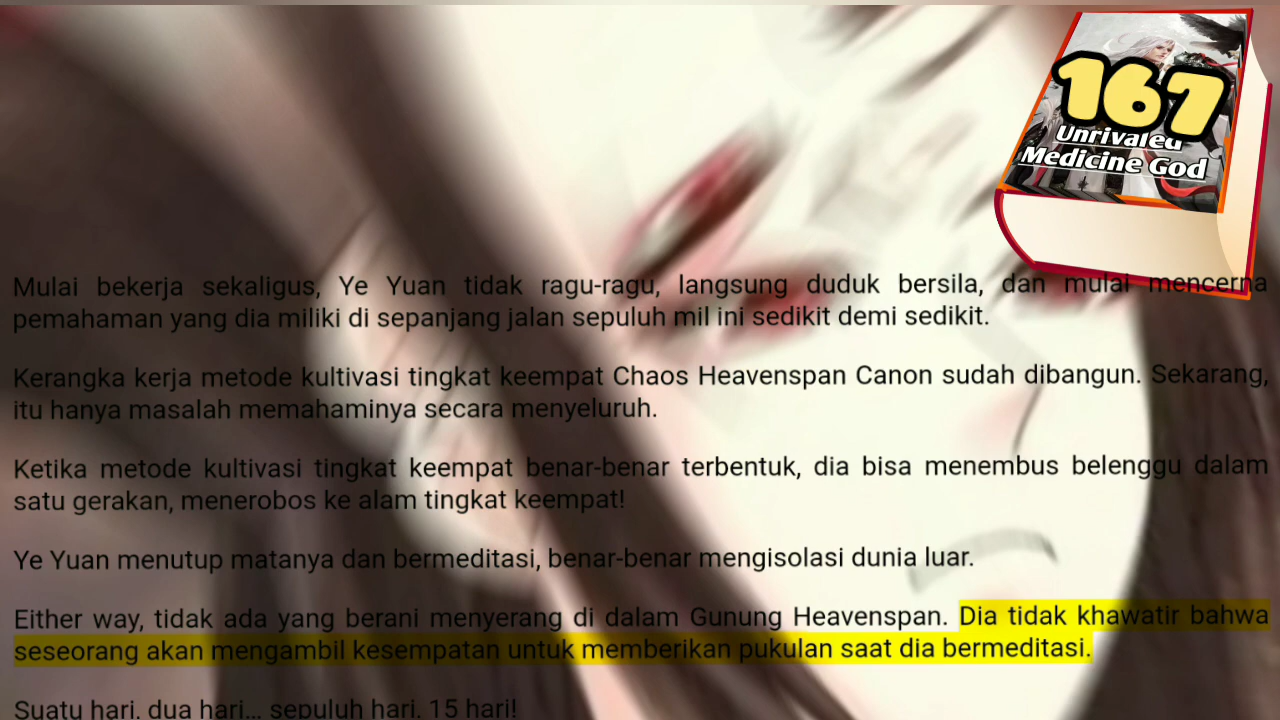 167
Unrivaled
Medicine God
Mulai bekerja sekaligus, Ye Yuan tidak ragu-ragu, langsung duduk bersila, dan mulai mencerna
pemahaman yang dia miliki di sepanjang jalan sepuluh mil ini sedikit demi sedikit.
Kerangka kerja metode kultivasi tingkat keempat Chaos Heavenspan Canon sudah dibangun. Sekarang,
itu hanya masalah memahaminya secara menyeluruh.
Ketika metode kultivasi tingkat keempat benar-benar terbentuk, dia bisa menembus belenggu dalam
satu gerakan, menerobos ke alam tingkat keempat!
Ye Yuan menutup matanya dan bermeditasi, benar-benar mengisolasi dunia luar.
Either way, tidak ada yang berani menyerang di dalam Gunung Heavenspan. Dia tidak khawatir bahwa
seseorang akan mengambil kesempatan untuk memberikan pukulan saat dia bermeditasi.
Suatu hari, dua hari... sepuluh hari, 15 hari!